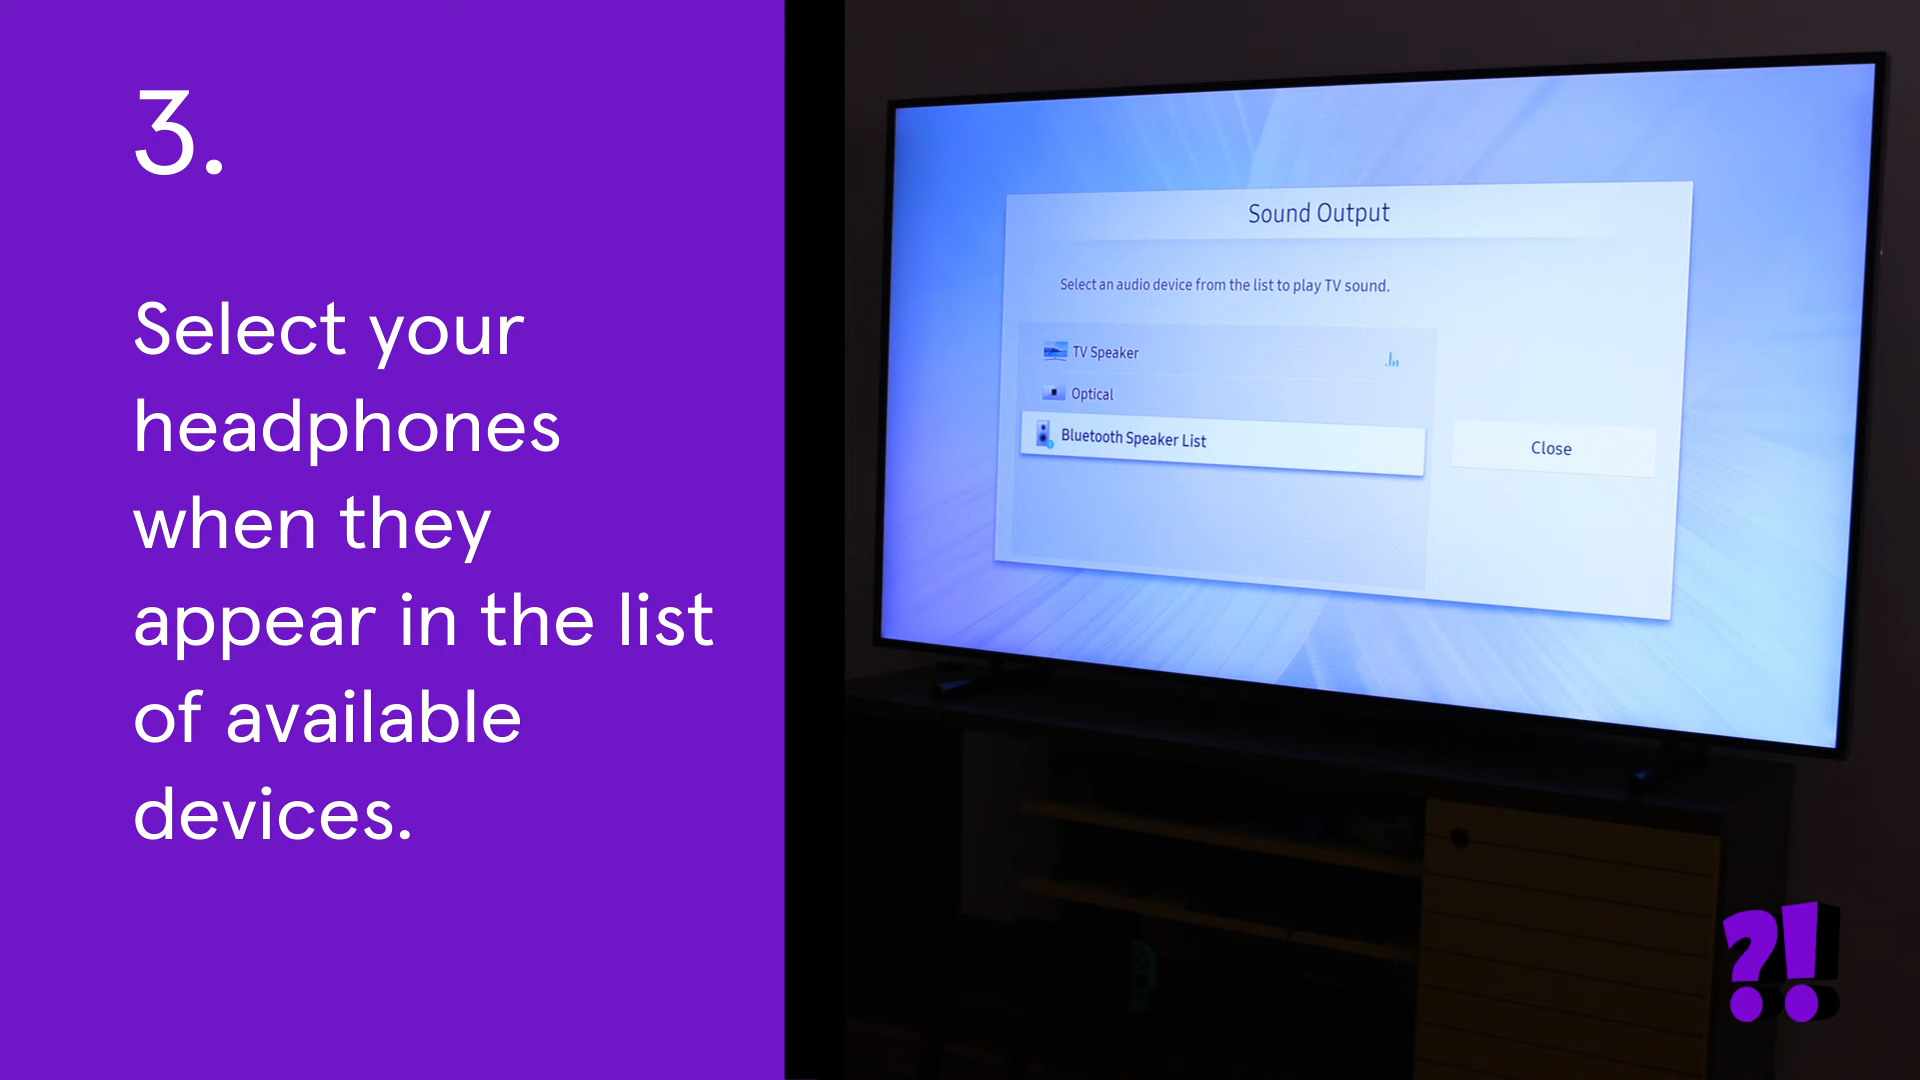 3.
Select your
headphones
when they
appear in the list
of available
devices.
Sound Output
Select an audio device from the list to play TV sound.
TV Speaker
Optical
Bluetooth Speaker List
Close
?!